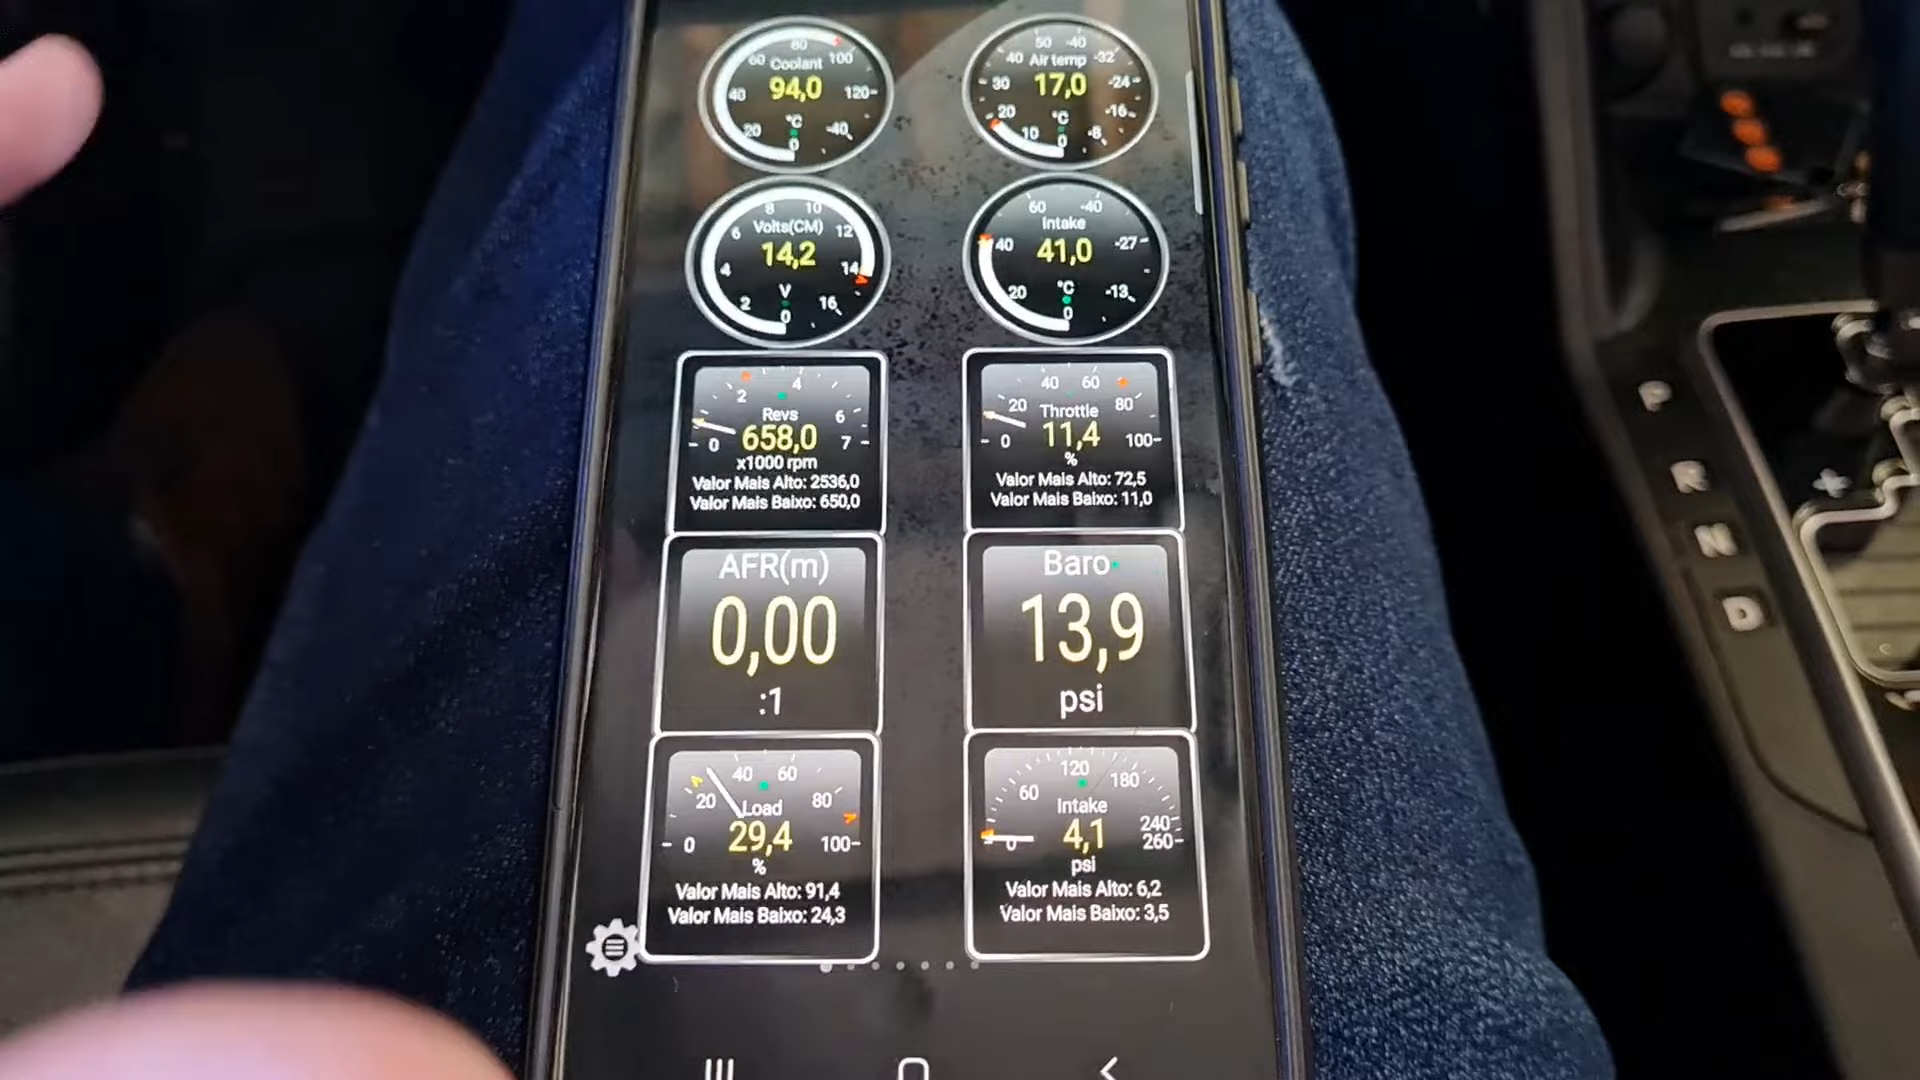 60 80 100
Coolant
40 94,0 120
20 °C -40
0
50 -40
40 Air temp -32
30 17,0 -24
20 °C -16
10 0 -8
8 10
6 Volts(CM) 12
14,2
4 14
V
2 0 16
60 -40
Intake
40 41,0 -27
20 °C -13
0
2 4
Revs 6
0 658,0 7
x1000 rpm
Valor Mais Alto: 2536,0
Valor Mais Baixo: 650,0
40 60
20 Throttle 80
0 11,4 100
%
Valor Mais Alto: 72,5
Valor Mais Baixo: 11,0
AFR(m)
0,00
:1
Baro
13,9
psi
40 60
20 Load 80
0 29,4 100
%
Valor Mais Alto: 91,4
Valor Mais Baixo: 24,3
120
60 180
Intake
0 4,1 240
psi 260
Valor Mais Alto: 6,2
Valor Mais Baixo: 3,5
P
R
N
D
+